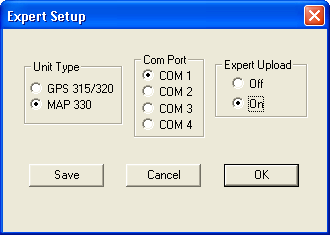 Expert Setup
Unit Type
GPS 315/320
MAP 330
Com Port
COM 1
COM 2
COM 3
COM 4
Expert Upload
Off
On
Save
Cancel
OK